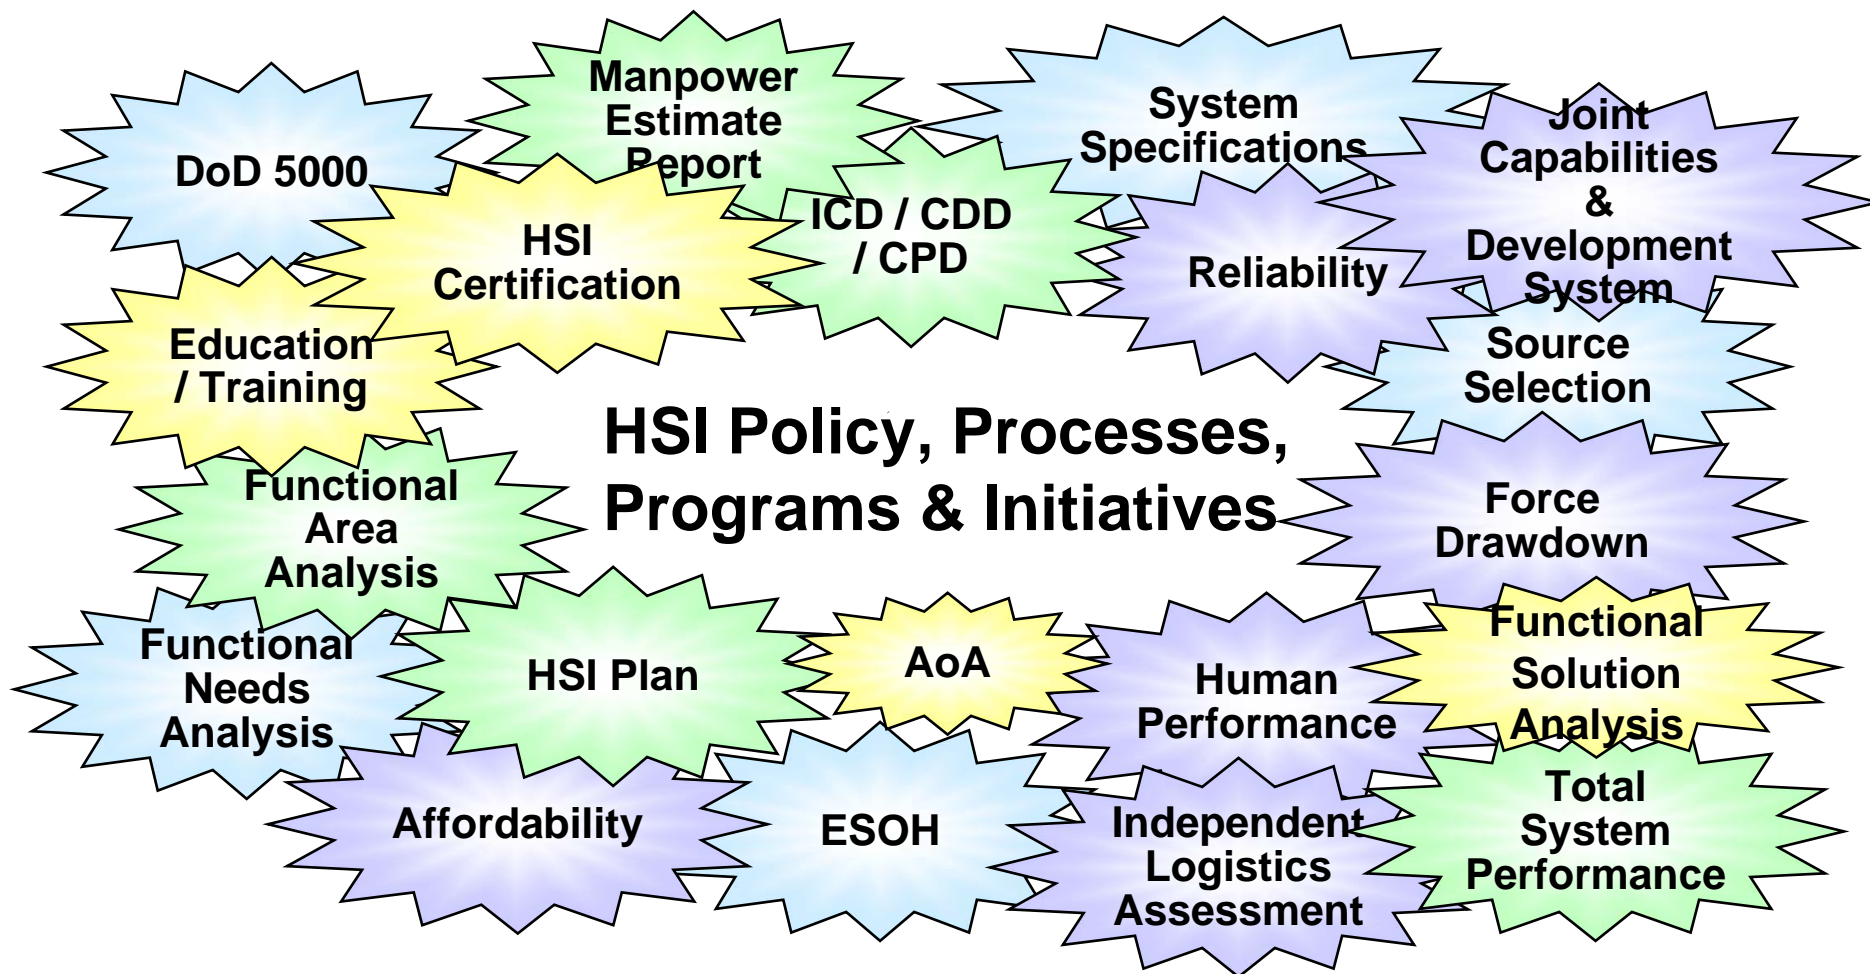 Manpower
Estimate
Report
System
Specifications
Joint
Capabilities
&
Development
System
DoD 5000
HSI
Certification
ICD / CDD
/ CPD
Reliability
Education
/ Training
Source
Selection
HSI Policy, Processes,
Programs & Initiatives
Functional
Area
Analysis
Force
Drawdown
Functional
Needs
Analysis
HSI Plan
AoA
Human
Performance
Functional
Solution
Analysis
Affordability
ESOH
Independent
Logistics
Assessment
Total
System
Performance